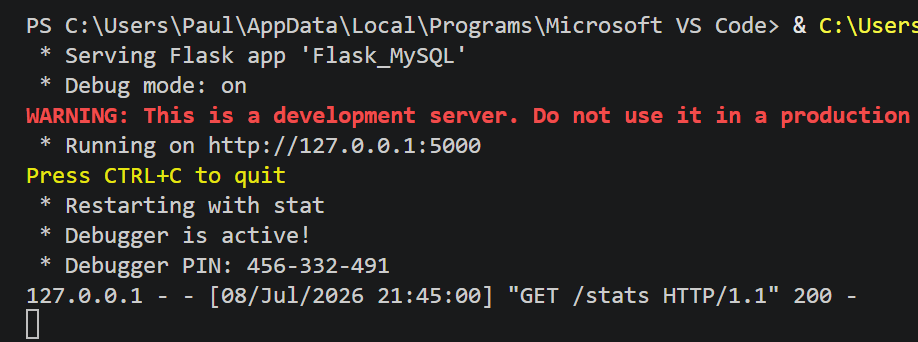 PS C:\Users\Paul\AppData\Local\Programs\Microsoft VS Code> & C:\Users
* Serving Flask app 'Flask_MySQL'
* Debug mode: on
WARNING: This is a development server. Do not use it in a production
* Running on http://127.0.0.1:5000
Press CTRL+C to quit
* Restarting with stat
* Debugger is active!
* Debugger PIN: 456-332-491
127.0.0.1 - - [08/Jul/2026 21:45:00] "GET /stats HTTP/1.1" 200 -